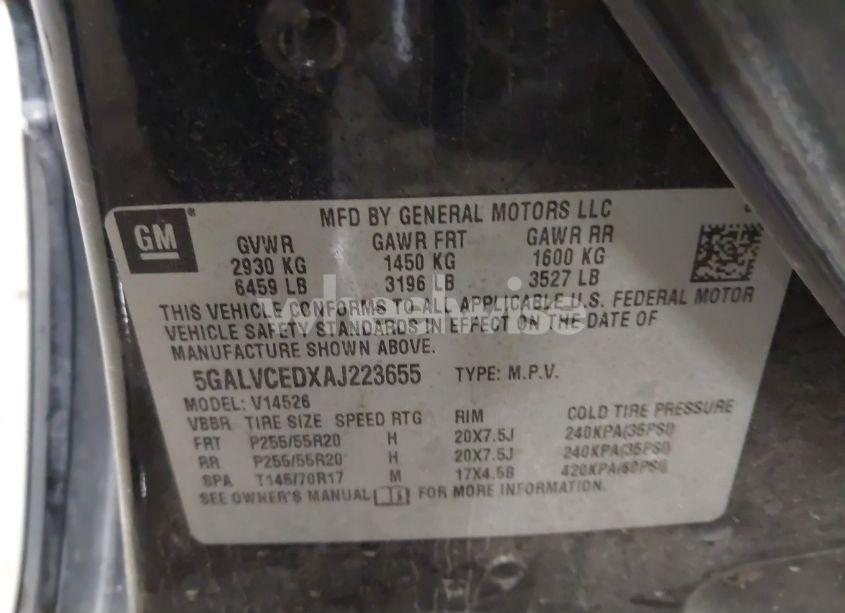 GM ® MFD BY GENERAL MOTORS LLC
GVWR GAWR FRT GAWR RR
2930 KG 1450 KG 1600 KG
6459 LB 3196 LB 3527 LB
THIS VEHICLE CONFORMS TO ALL APPLICABLE U.S. FEDERAL MOTOR
VEHICLE SAFETY STANDARDS IN EFFECT ON THE DATE OF
MANUFACTURE SHOWN ABOVE.
5GALVCEDXAJ223655 TYPE: M.P.V.
MODEL: V14526
VBBR TIRE SIZE SPEED RTG RIM COLD TIRE PRESSURE
FRT P255/55R20 H 20X7.5J 240KPA(35PSI)
RR P255/55R20 H 20X7.5J 240KPA(35PSI)
SPA T145/70R17 M 17X4.5B 420KPA(60PSI)
SEE OWNER'S MANUAL FOR MORE INFORMATION.